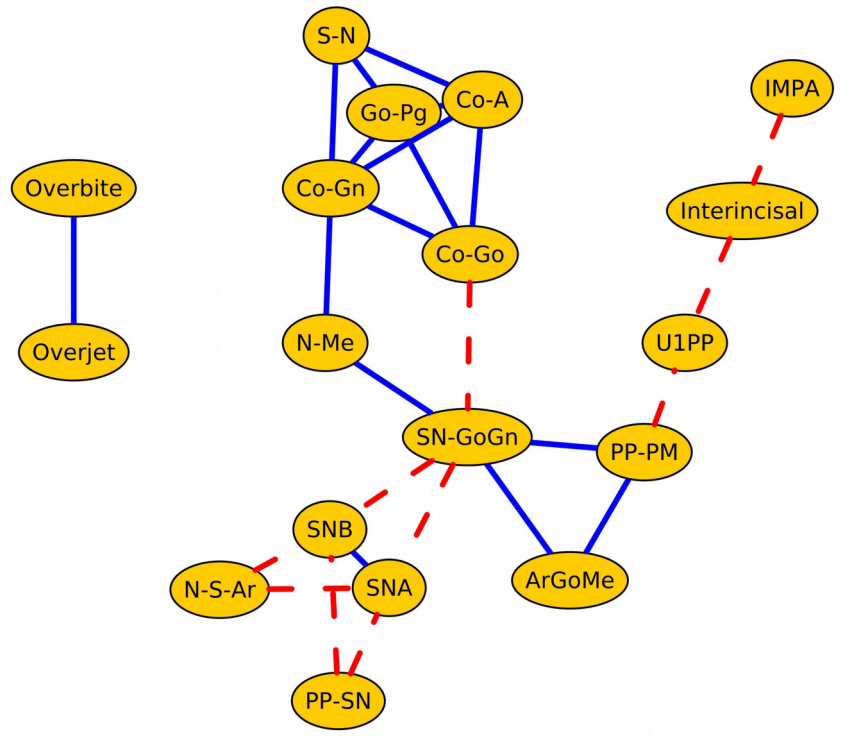 S-N
IMPA
Co-A
Go-Pg
Overbite
Co-Gn
Interincisal
Co-Go
Overjet
N-Me
U1PP
SN-GoGn
PP-PM
SNB
N-S-Ar
SNA
ArGoMe
PP-SN